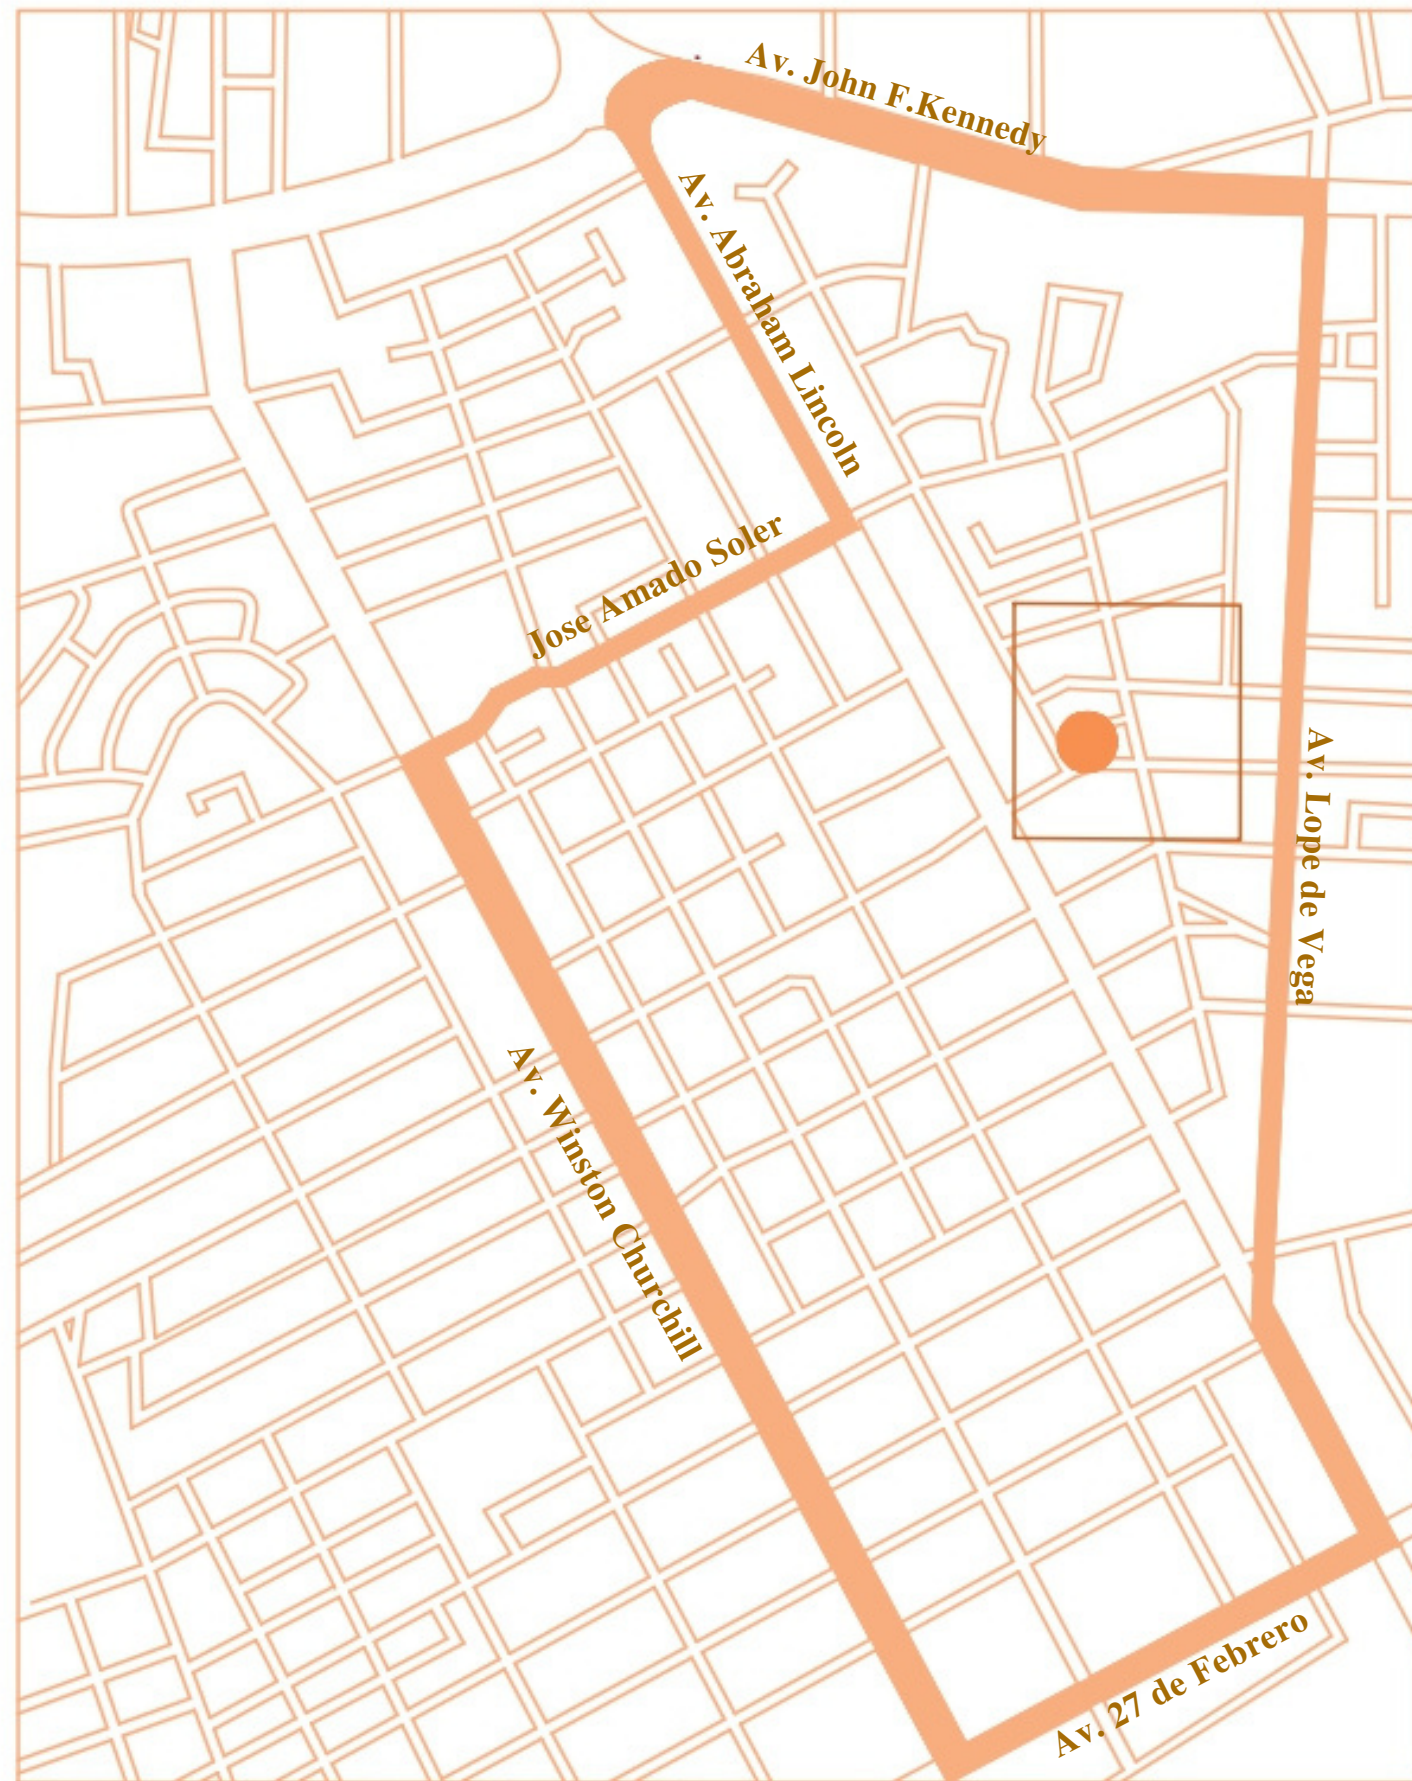 Av. John F.Kennedy
Av. Abraham Lincoln
Jose Amado Soler
Av. Lope de Vega
Av. Winston Churchill
Av. 27 de Febrero